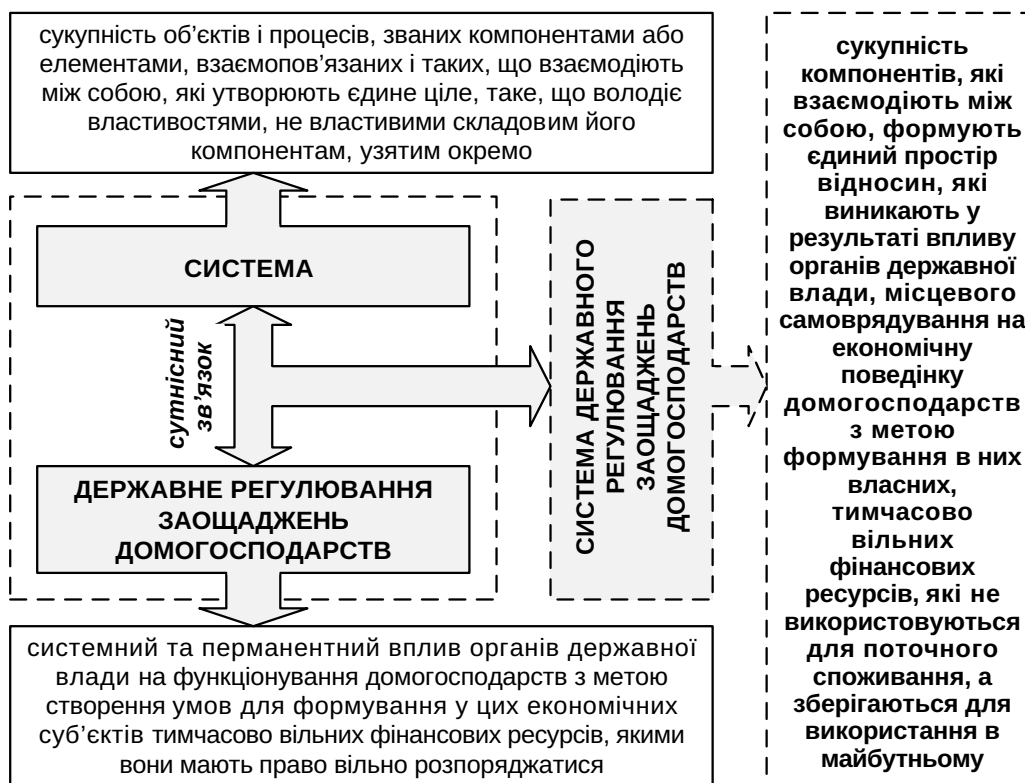 сукупність об’єктів і процесів, званих компонентами або
елементами, взаємопов’язаних і таких, що взаємодіють
між собою, які утворюють єдине ціле, таке, що володіє
властивостями, не властивими складовим його
компонентам, узятим окремо
СИСТЕМА
сутнісний
зв’язок
ДЕРЖАВНЕ РЕГУЛЮВАННЯ
ЗАОЩАДЖЕНЬ
ДОМОГОСПОДАРСТВ
системний та перманентний вплив органів державної
влади на функціонування домогосподарств з метою
створення умов для формування у цих економічних
суб’єктів тимчасово вільних фінансових ресурсів, якими
вони мають право вільно розпоряджатися
СИСТЕМА ДЕРЖАВНОГО
РЕГУЛЮВАННЯ
ЗАОЩАДЖЕНЬ
ДОМОГОСПОДАРСТВ
сукупність
компонентів, які
взаємодіють між
собою, формують
єдиний простір
відносин, які
виникають у
результаті впливу
органів державної
влади, місцевого
самоврядування на
економічну
поведінку
домогосподарств
з метою
формування в них
власних,
тимчасово
вільних
фінансових
ресурсів, які не
використовуються
для поточного
споживання, а
зберігаються для
використання в
майбутньому